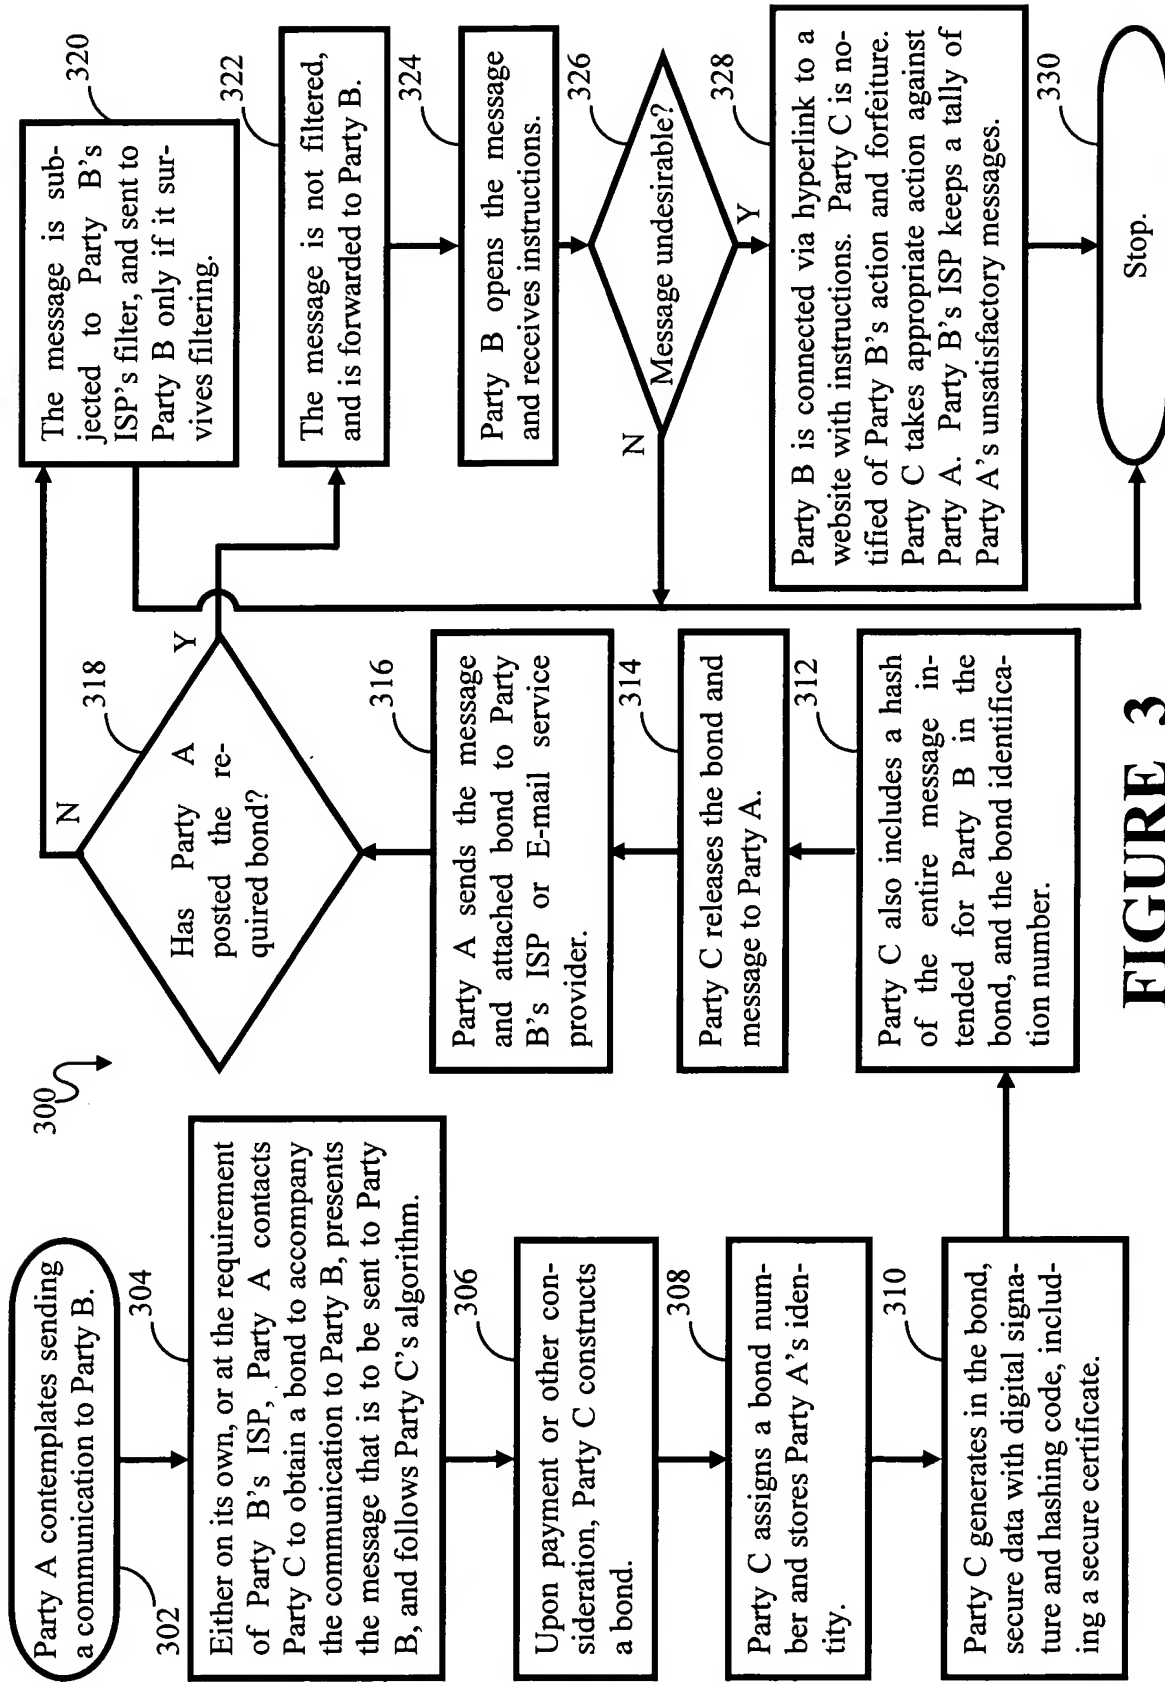 300
Party A contemplates sending
a communication to Party B.
302
304
Either on its own, or at the requirement
of Party B's ISP, Party A contacts
Party C to obtain a bond to accompany
the communication to Party B, presents
the message that is to be sent to Party
B, and follows Party C's algorithm.
306
Upon payment or other con-
sideration, Party C constructs
a bond.
308
Party C assigns a bond num-
ber and stores Party A's iden-
tity.
310
Party C generates in the bond,
secure data with digital signa-
ture and hashing code, includ-
ing a secure certificate.
312
Party C also includes a hash
of the entire message in-
tended for Party B in the
bond, and the bond identifica-
tion number.
314
Party C releases the bond and
message to Party A.
316
Party A sends the message
and attached bond to Party
B's ISP or E-mail service
provider.
318
Has Party A
posted the re-
quired bond?
N
Y
320
The message is sub-
jected to Party B's
ISP's filter, and sent to
Party B only if it sur-
vives filtering.
322
The message is not filtered,
and is forwarded to Party B.
324
Party B opens the message
and receives instructions.
326
Message undesirable?
N
Y
328
Party B is connected via hyperlink to a
website with instructions. Party C is no-
tified of Party B's action and forfeiture.
Party C takes appropriate action against
Party A. Party B's ISP keeps a tally of
Party A's unsatisfactory messages.
330
Stop.
FIGURE 3